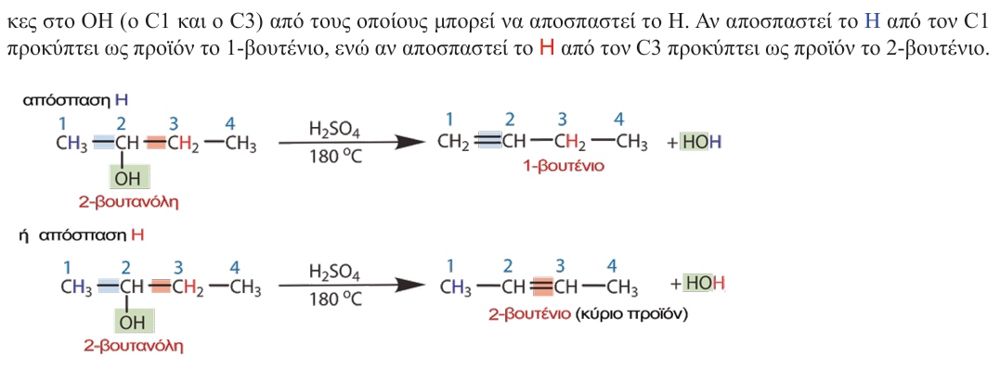 κες στο ΟΗ (ο C1 και ο C3) από τους οποίους μπορεί να αποσπαστεί το Η. Αν αποσπαστεί το H από τον C1
προκύπτει ως προϊόν το 1-βουτένιο, ενώ αν αποσπαστεί το H από τον C3 προκύπτει ως προϊόν το 2-βουτένιο.
απόσπαση H
1 2 3 4 1 2 3 4
CH₃ — CH — CH₂ — CH₃ H₂SO₄ 180 ⁰C CH₂ = CH — CH₂ — CH₃ + HOH
OH 1-βουτένιο
2-βουτανόλη
ή απόσπαση H
1 2 3 4 1 2 3 4
CH₃ — CH — CH₂ — CH₃ H₂SO₄ 180 ⁰C CH₃ — CH = CH — CH₃ + HOH
OH 2-βουτένιο (κύριο προϊόν)
2-βουτανόλη